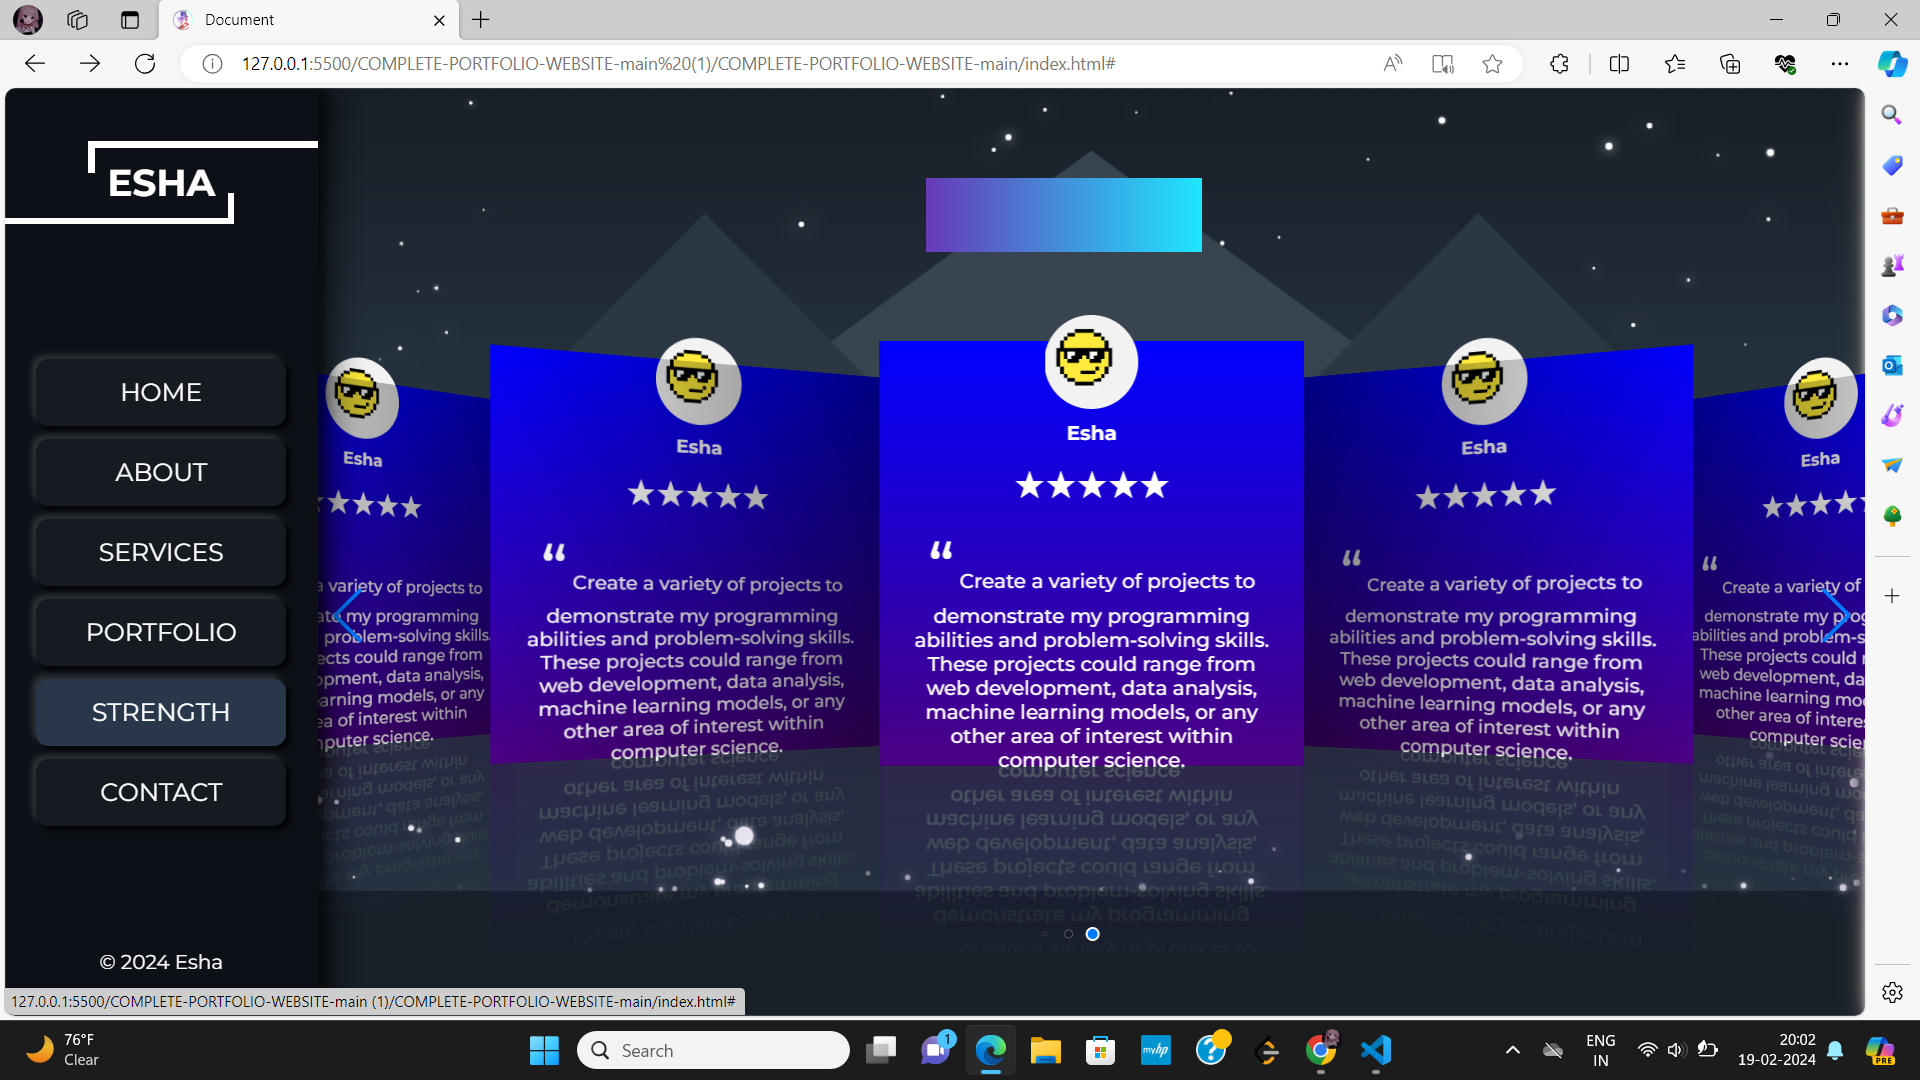 Document
127.0.0.1:5500/COMPLETE-PORTFOLIO-WEBSITE-main%20(1)/COMPLETE-PORTFOLIO-WEBSITE-main/index.html#
ESHA
HOME
ABOUT
SERVICES
PORTFOLIO
STRENGTH
CONTACT
© 2024 Esha
Esha
a variety of projects to
my programming
problem-solving skills.
ects could range from
opment, data analysis,
arning models, or any
ea of interest within
nputer science.
Esha
“
Create a variety of projects to
demonstrate my programming
abilities and problem-solving skills.
These projects could range from
web development, data analysis,
machine learning models, or any
other area of interest within
computer science.
Esha
“
Create a variety of projects to
demonstrate my programming
abilities and problem-solving skills.
These projects could range from
web development, data analysis,
machine learning models, or any
other area of interest within
computer science.
Esha
“
Create a variety of projects to
demonstrate my programming
abilities and problem-solving skills.
These projects could range from
web development, data analysis,
machine learning models, or any
other area of interest within
computer science.
Esha
“
Create a variety of
demonstrate my prog
abilities and problem-s
These projects could r
web development, da
machine learning mo
other area of interes
computer scien
127.0.0.1:5500/COMPLETE-PORTFOLIO-WEBSITE-main (1)/COMPLETE-PORTFOLIO-WEBSITE-main/index.html#
76°F
Clear
Search
1
myhp
ENG
IN
20:02
19-02-2024
PRE